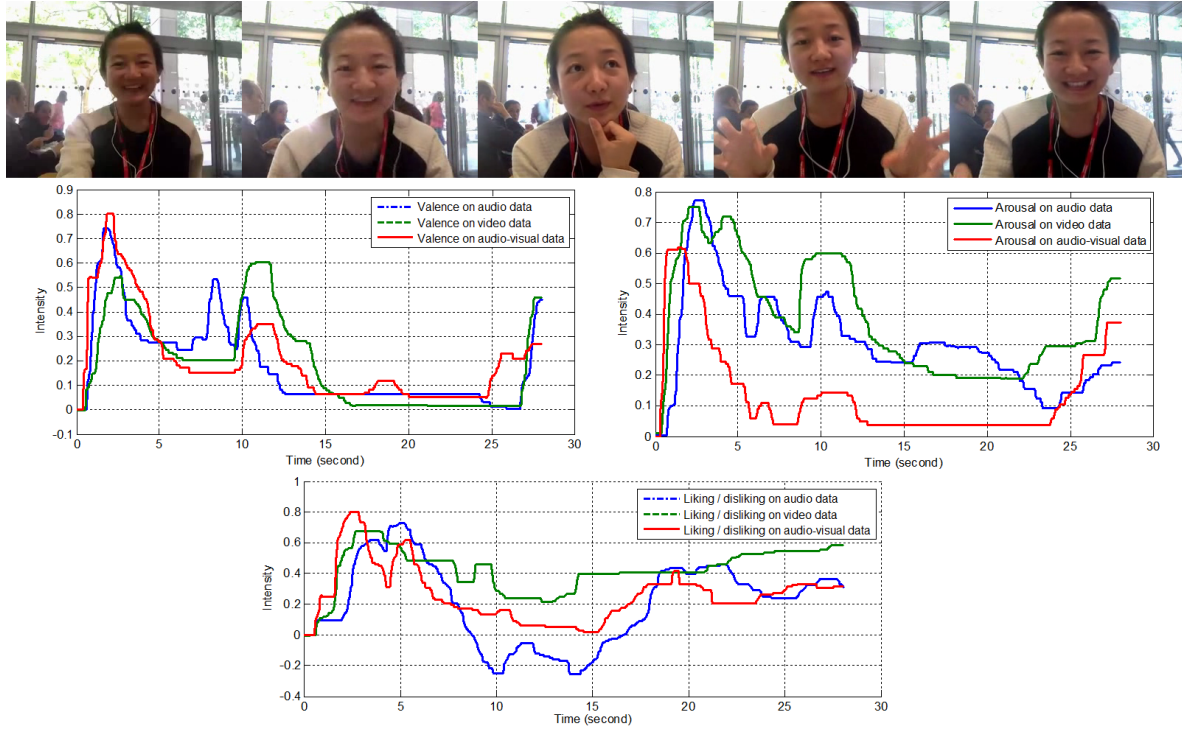 0.9
0.8
0.7
0.6
0.5
0.4
0.3
0.2
0.1
0
-0.1
Intensity
Valence on audio data
Valence on video data
Valence on audio-visual data
0 5 10 15 20 25 30
Time (second)
0.8
0.7
0.6
0.5
0.4
0.3
0.2
0.1
0
Intensity
Arousal on audio data
Arousal on video data
Arousal on audio-visual data
0 5 10 15 20 25 30
Time (second)
1
0.8
0.6
0.4
0.2
0
-0.2
-0.4
Intensity
Liking / disliking on audio data
Liking / disliking on video data
Liking / disliking on audio-visual data
0 5 10 15 20 25 30
Time (second)